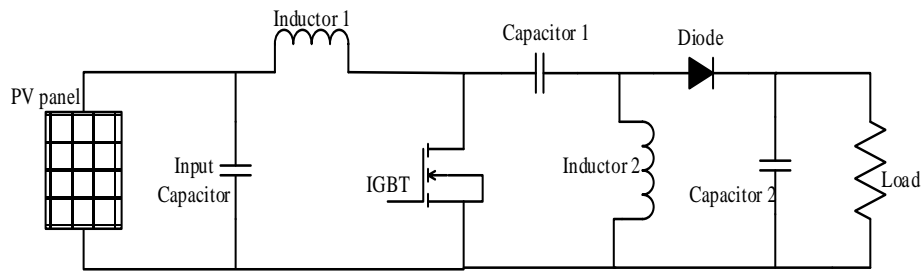 Inductor 1
Capacitor 1
Diode
PV panel
Input
Capacitor
IGBT
Inductor 2
Capacitor 2
Load